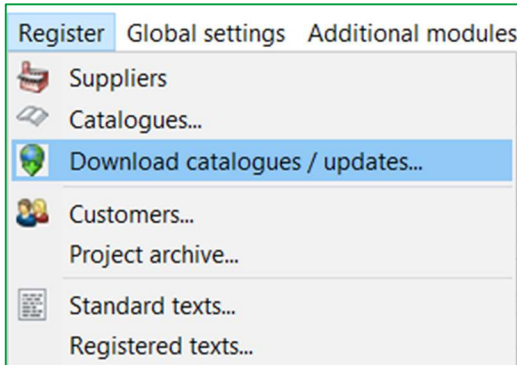 Register Global settings Additional modules
Suppliers
Catalogues...
Download catalogues / updates...
Customers...
Project archive...
Standard texts...
Registered texts...